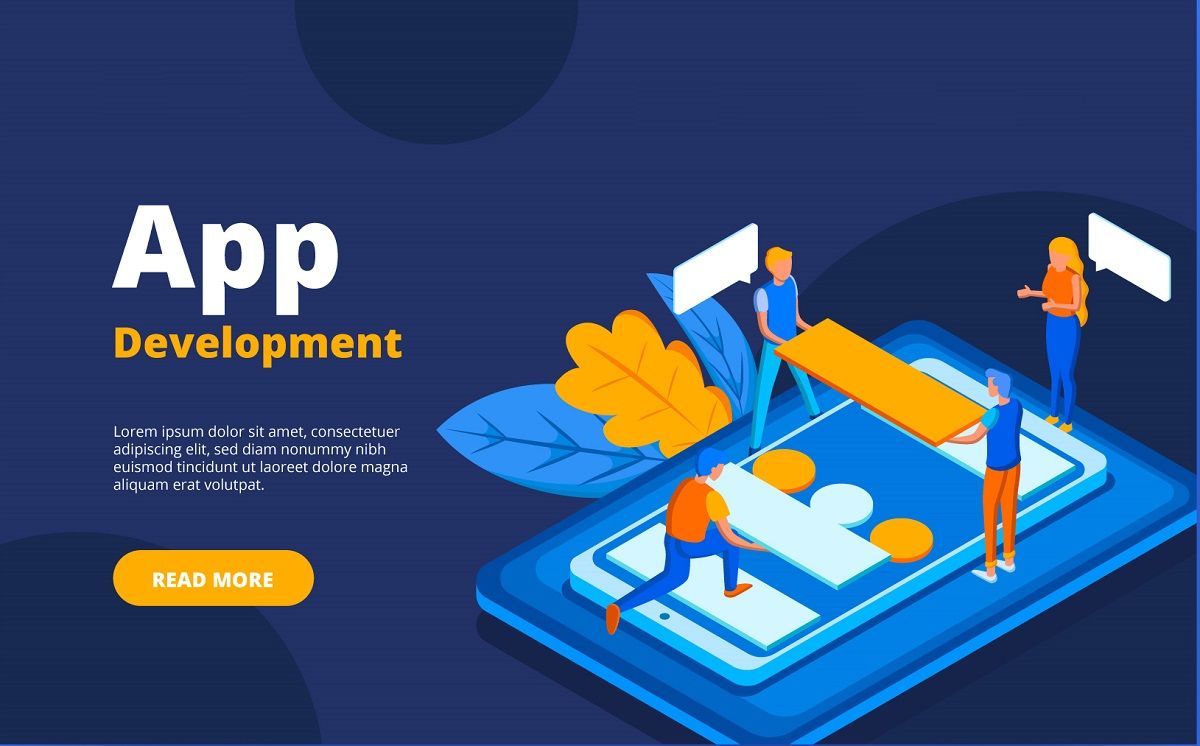 App
Development
Lorem ipsum dolor sit amet, consectetuer
adipiscing elit, sed diam nonummy nibh
euismod tincidunt ut laoreet dolore magna
aliquam erat volutpat.
READ MORE